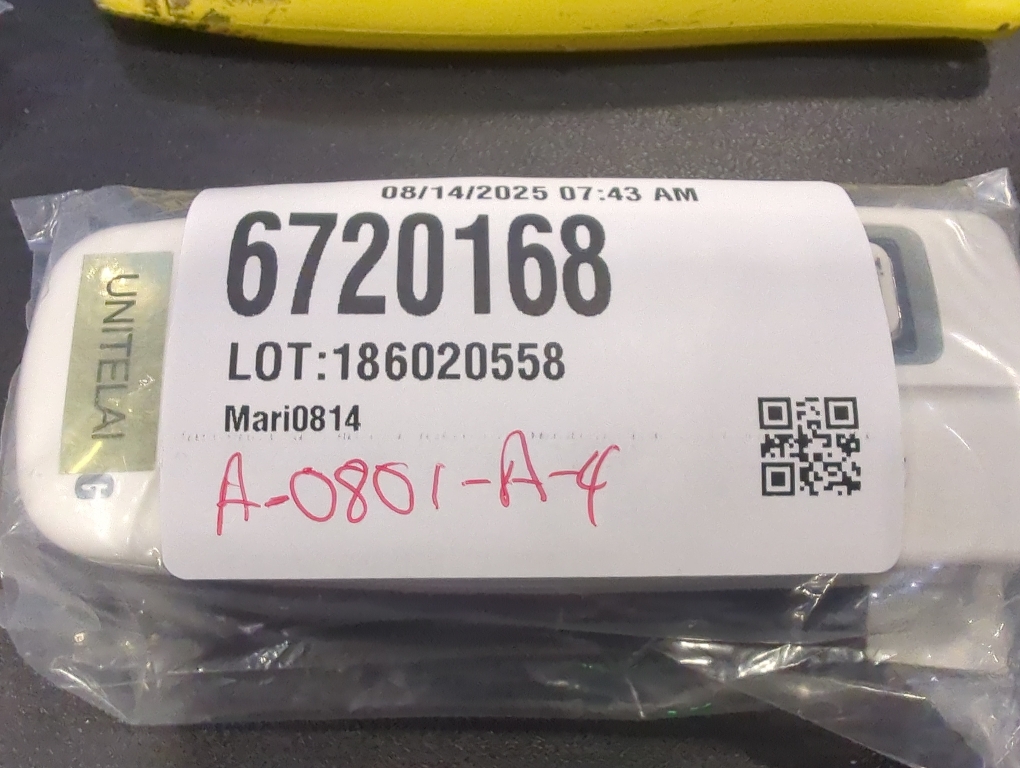 08/14/2025 07:43 AM
6720168
LOT:186020558
Mari0814
A-0801-A-4
UNITELAI
C